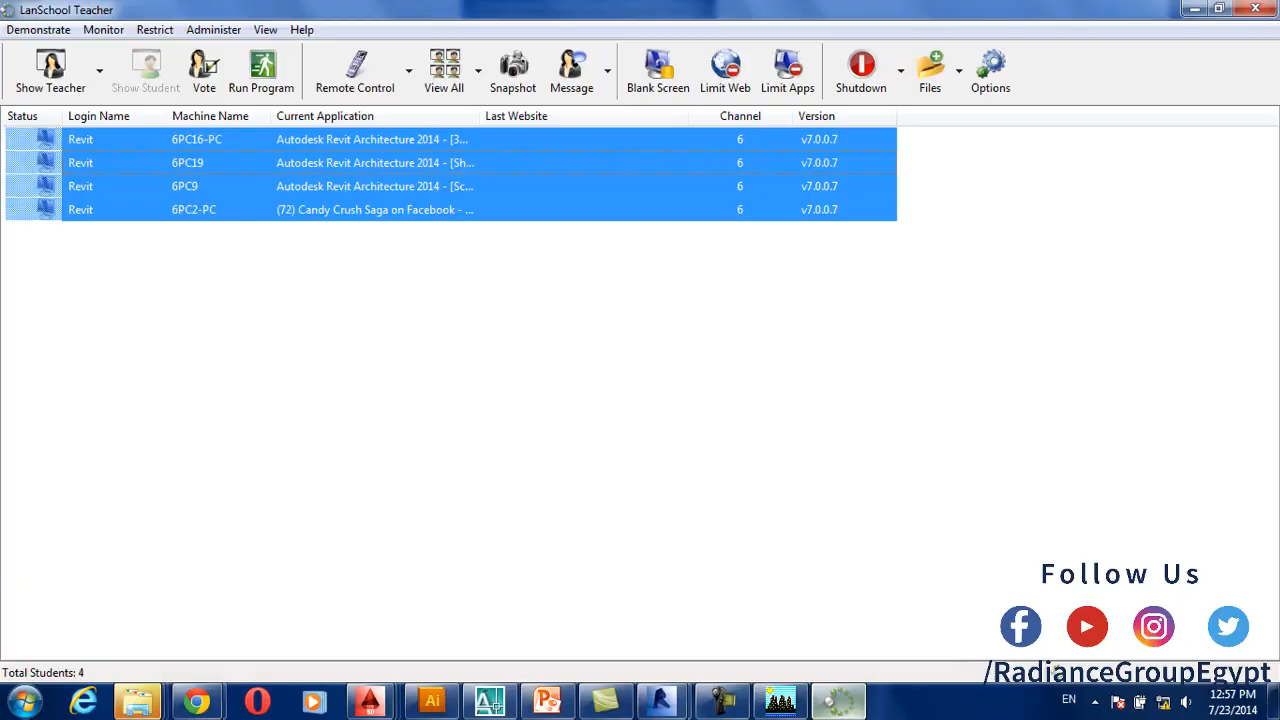 LanSchool Teacher
Demonstrate Monitor Restrict Administer View Help
Show Teacher Show Student Vote Run Program Remote Control View All Snapshot Message Blank Screen Limit Web Limit Apps Shutdown Files Options
Status Login Name Machine Name Current Application Last Website Channel Version
Revit 6PC16-PC Autodesk Revit Architecture 2014 - [3... 6 v7.0.0.7
Revit 6PC19 Autodesk Revit Architecture 2014 - [Sh... 6 v7.0.0.7
Revit 6PC9 Autodesk Revit Architecture 2014 - [Sc... 6 v7.0.0.7
Revit 6PC2-PC (72) Candy Crush Saga on Facebook - ... 6 v7.0.0.7
Follow Us
/RadianceGroupEgypt
Total Students: 4
EN 12:57 PM
7/23/2014